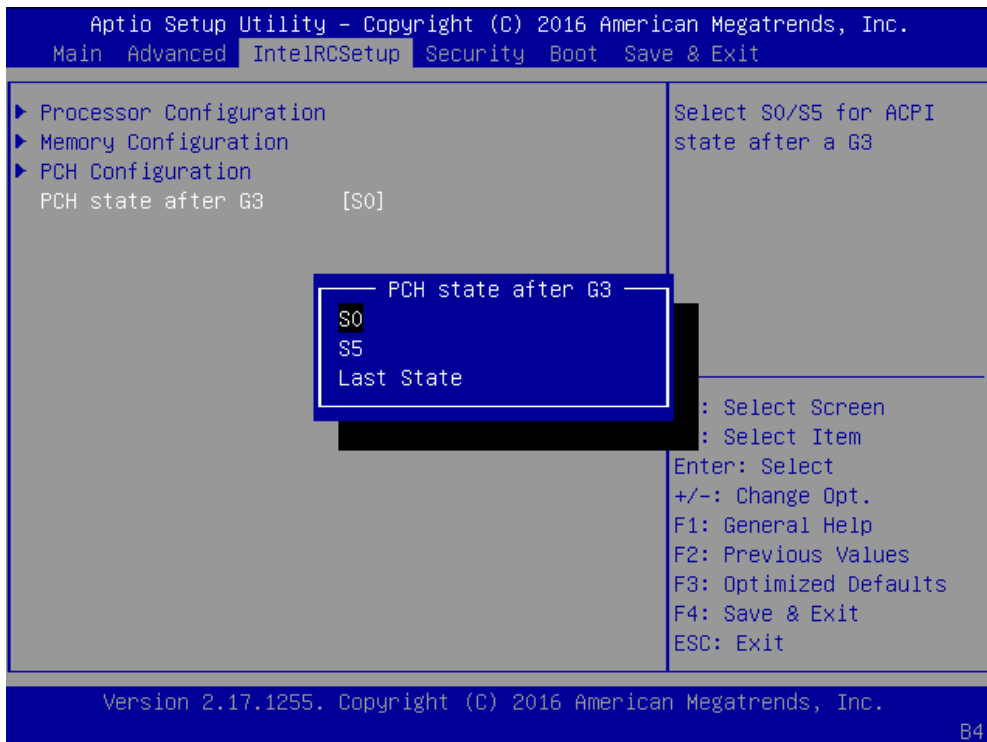 Aptio Setup Utility – Copyright (C) 2016 American Megatrends, Inc.
Main Advanced IntelRCSetup Security Boot Save & Exit
Processor Configuration
Memory Configuration
PCH Configuration
PCH state after G3 [S0]
Select S0/S5 for ACPI
state after a G3
PCH state after G3
S0
S5
Last State
: Select Screen
: Select Item
Enter: Select
+/-: Change Opt.
F1: General Help
F2: Previous Values
F3: Optimized Defaults
F4: Save & Exit
ESC: Exit
Version 2.17.1255. Copyright (C) 2016 American Megatrends, Inc.
B4